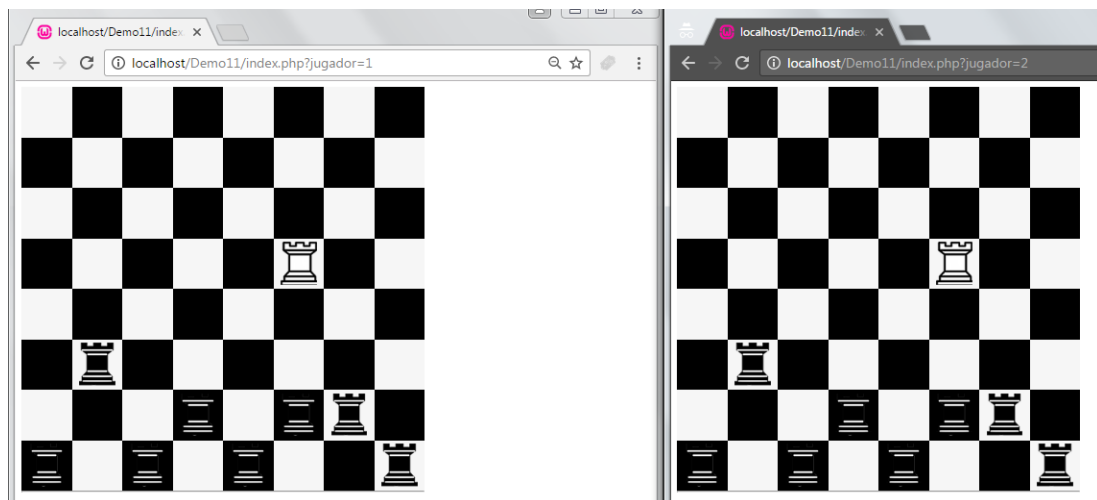 localhost/Demo11/index
localhost/Demo11/index.php?jugador=1
localhost/Demo11/index
localhost/Demo11/index.php?jugador=2